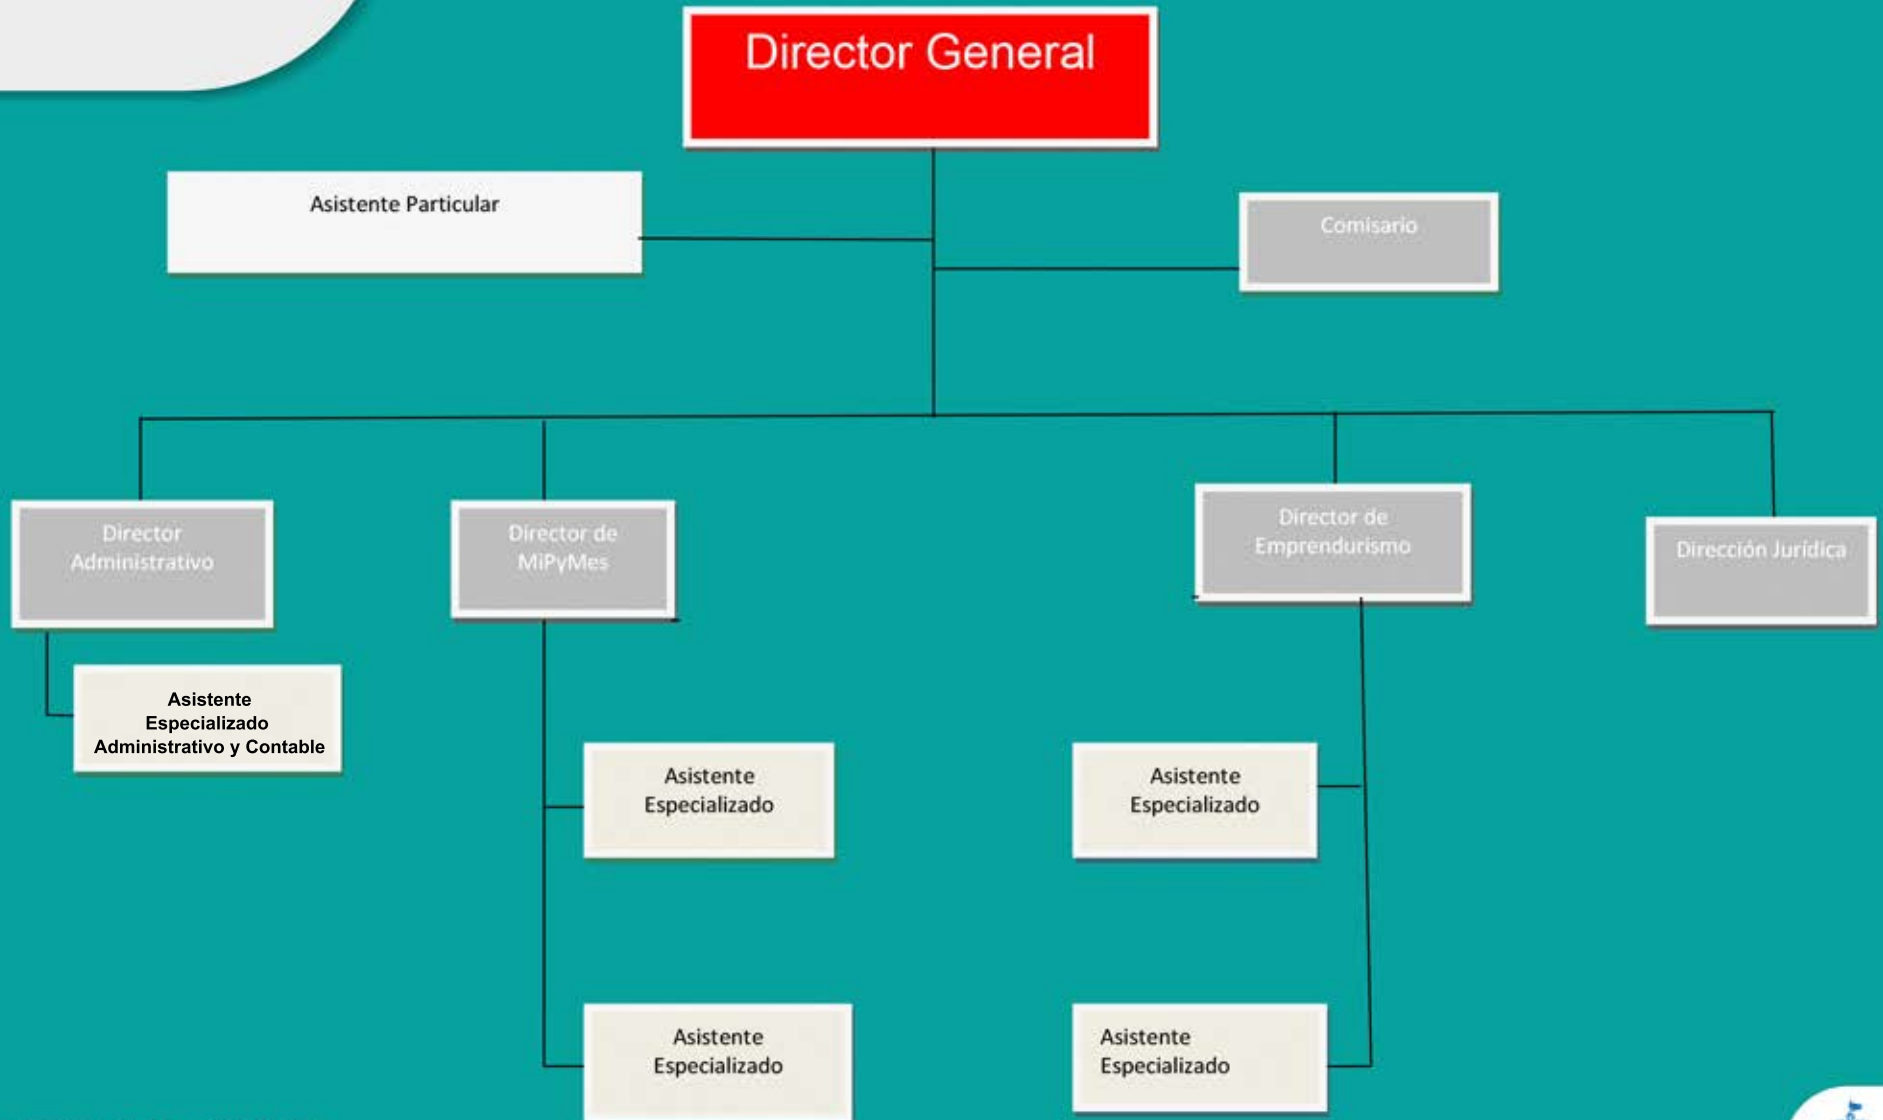 Director General
Asistente Particular
Comisario
Director
Administrativo
Director de
MiPyMes
Director de
Emprendurismo
Dirección Jurídica
Asistente
Especializado
Administrativo y Contable
Asistente
Especializado
Asistente
Especializado
Asistente
Especializado
Asistente
Especializado